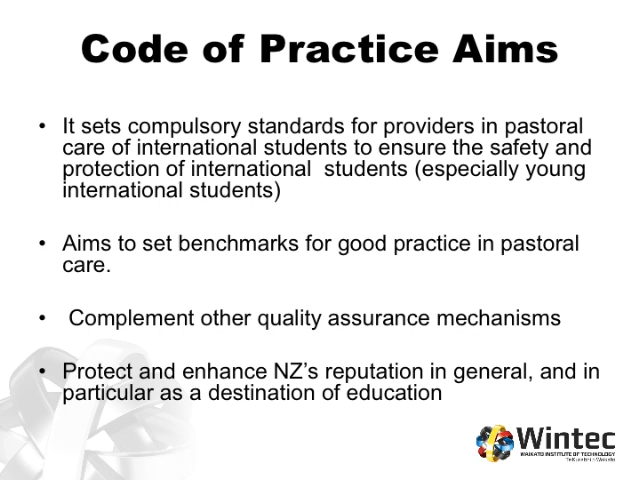 Code of Practice Aims
• It sets compulsory standards for providers in pastoral
care of international students to ensure the safety and
protection of international  students (especially young
international students)
• Aims to set benchmarks for good practice in pastoral
care.
•  Complement other quality assurance mechanisms
• Protect and enhance NZ’s reputation in general, and in
particular as a destination of education
Wintec
WAIKATO INSTITUTE OF TECHNOLOGY